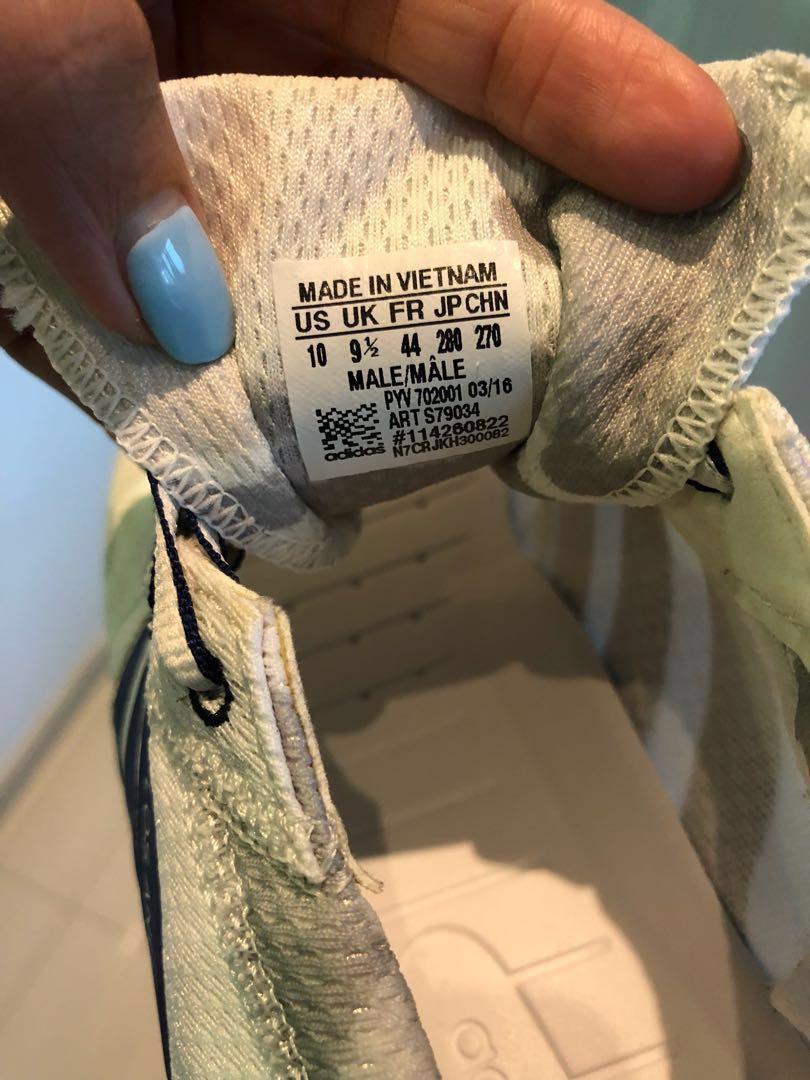 MADE IN VIETNAM
US UK FR JP CHN
10 9½ 44 280 270
MALE/MÂLE
PYV 702001 03/16
ART S79034
#114260822
adidas N7CRJKH300082